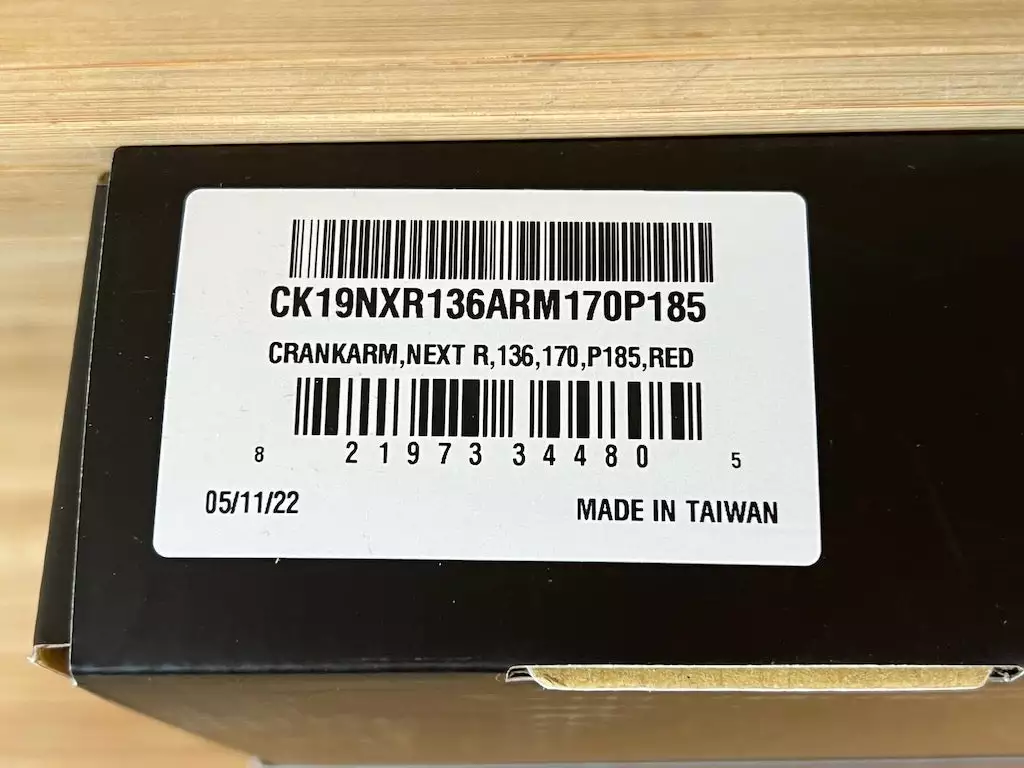 CK19NXR136ARM170P185
CRANKARM,NEXT R,136,170,P185,RED
8 21973 34480 5
05/11/22 MADE IN TAIWAN